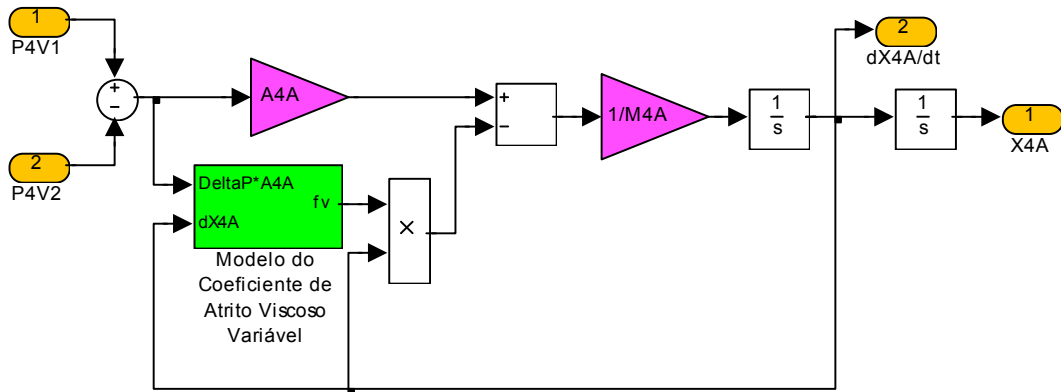 1
P4V1
+
−
2
P4V2
A4A
DeltaP*A4A
fv
dX4A
Modelo do
Coeficiente de
Atrito Viscoso
Variável
×
+
−
1/M4A
1
s
2
dX4A/dt
1
s
1
X4A